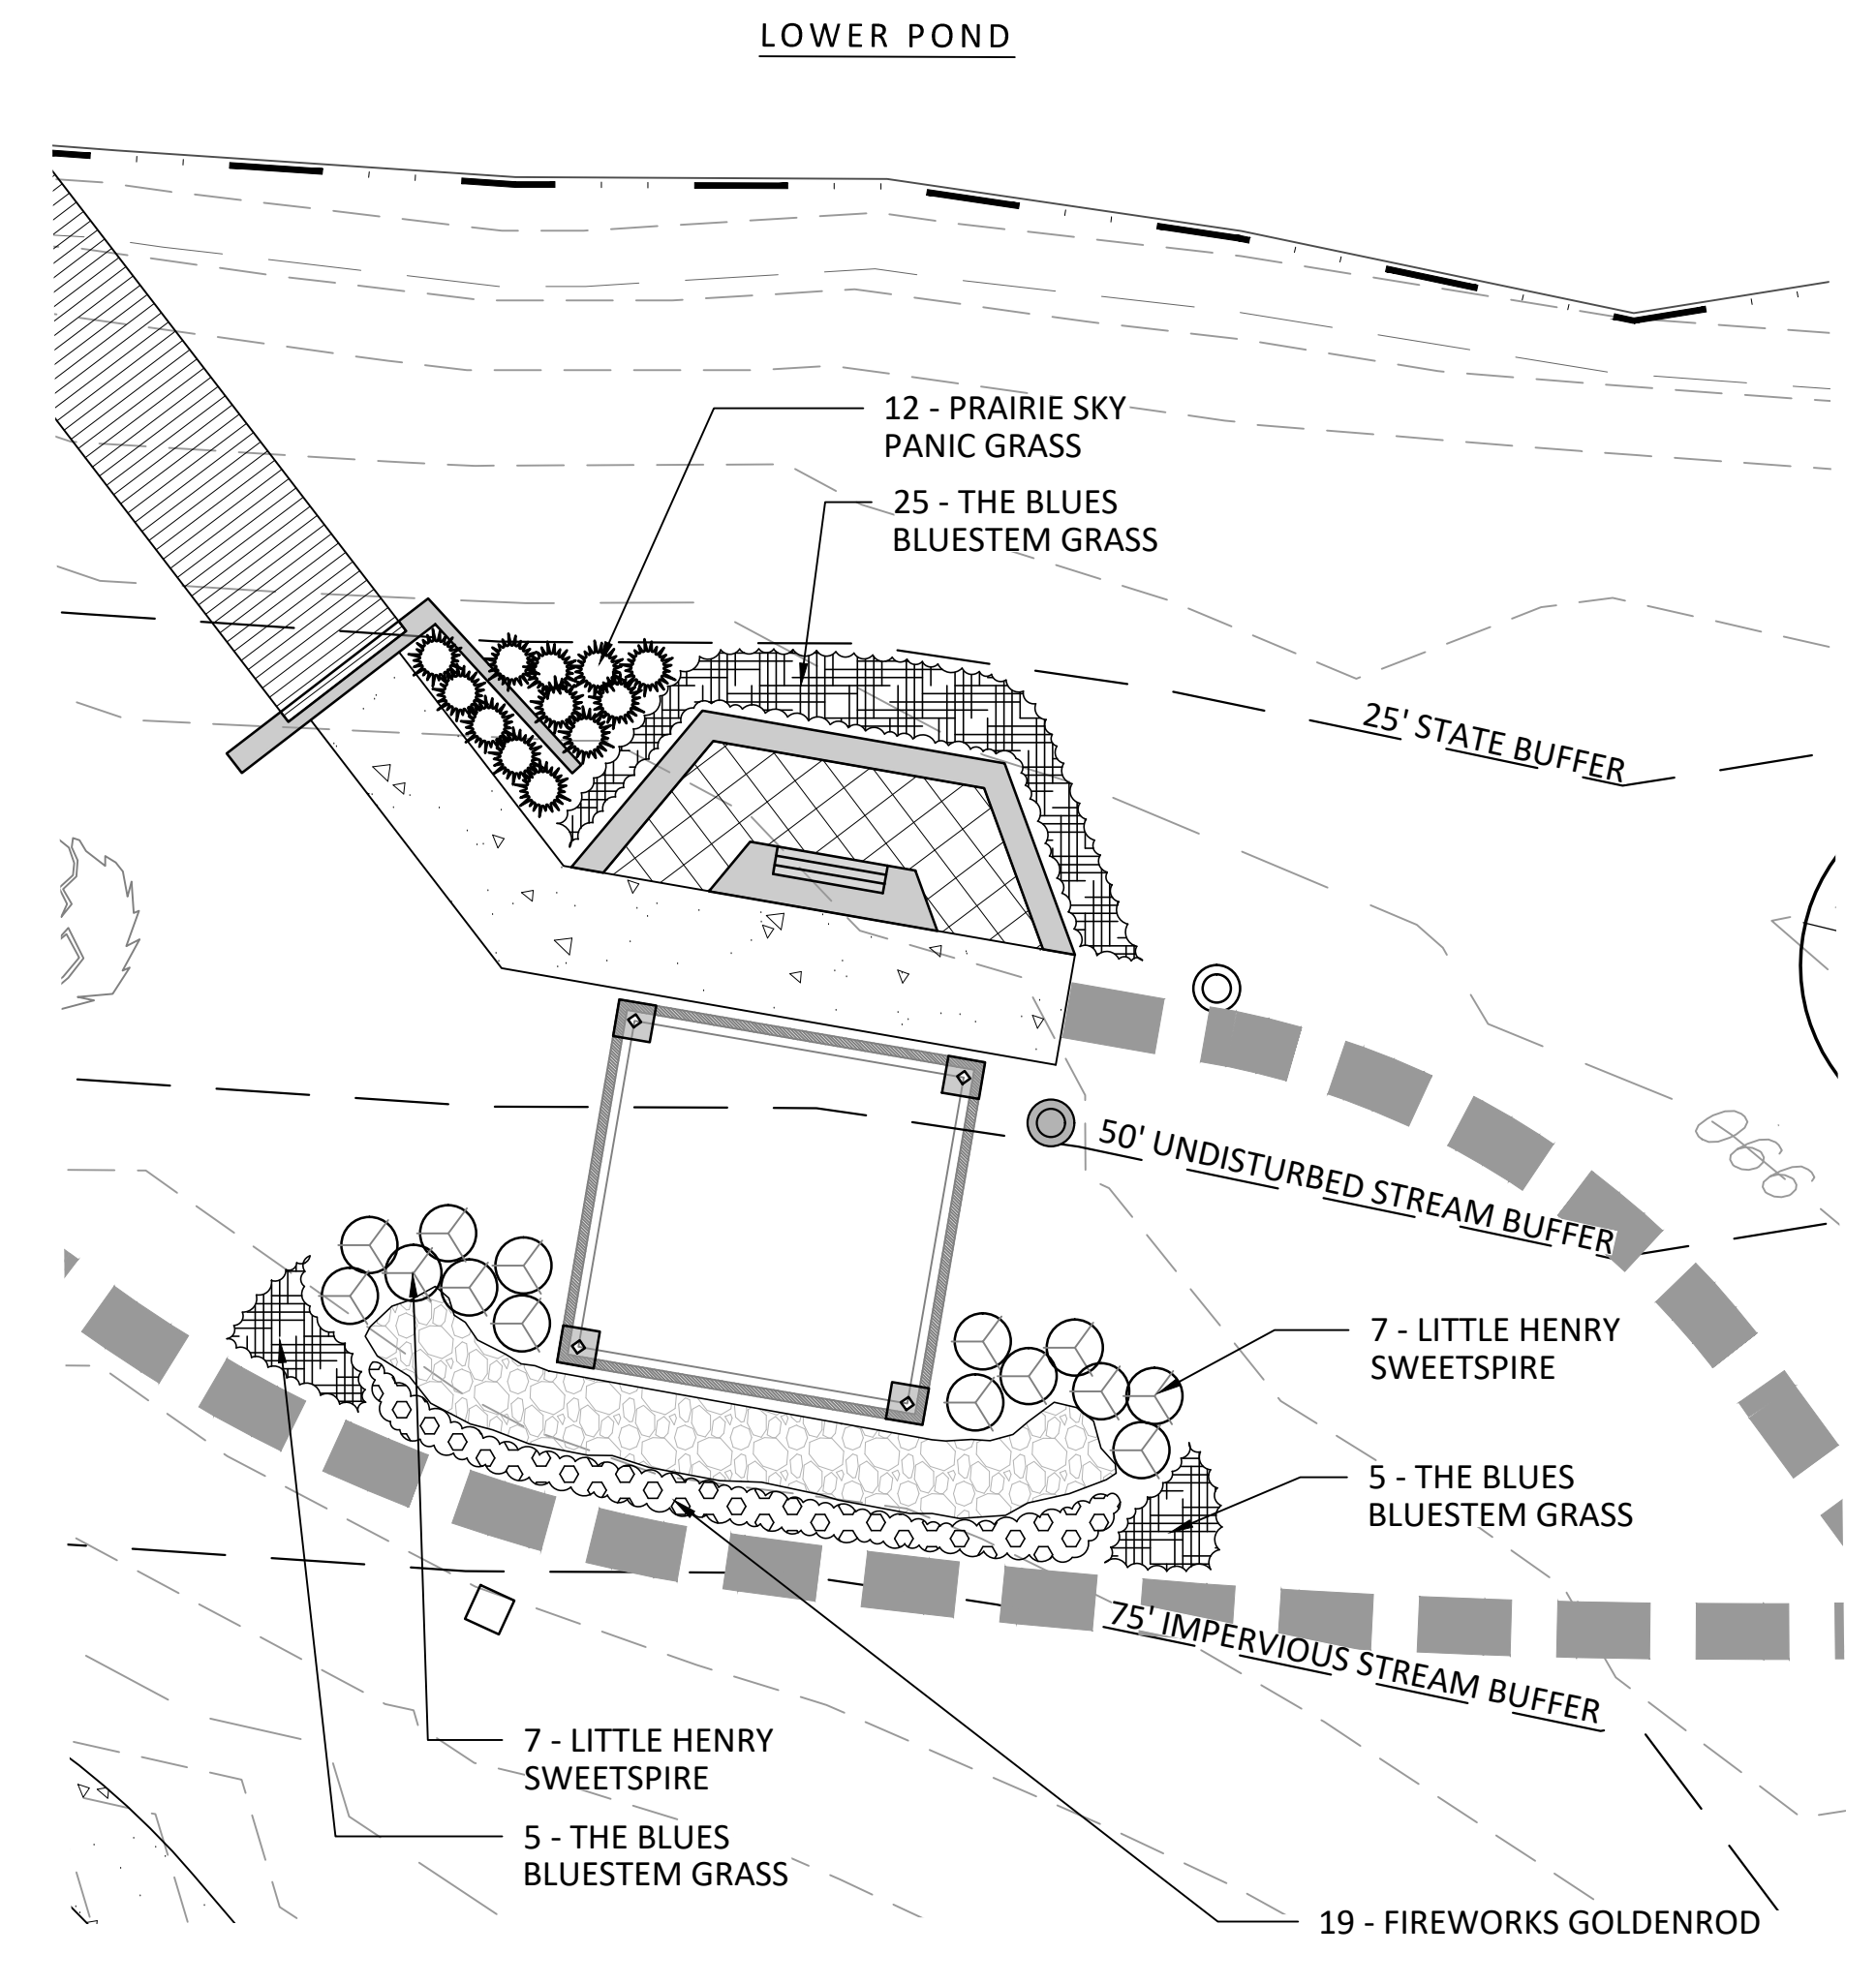 LOWER POND
12 - PRAIRIE SKY
PANIC GRASS
25 - THE BLUES
BLUESTEM GRASS
25' STATE BUFFER
50' UNDISTURBED STREAM BUFFER
7 - LITTLE HENRY
SWEETSPIRE
5 - THE BLUES
BLUESTEM GRASS
75' IMPERVIOUS STREAM BUFFER
7 - LITTLE HENRY
SWEETSPIRE
5 - THE BLUES
BLUESTEM GRASS
19 - FIREWORKS GOLDENROD